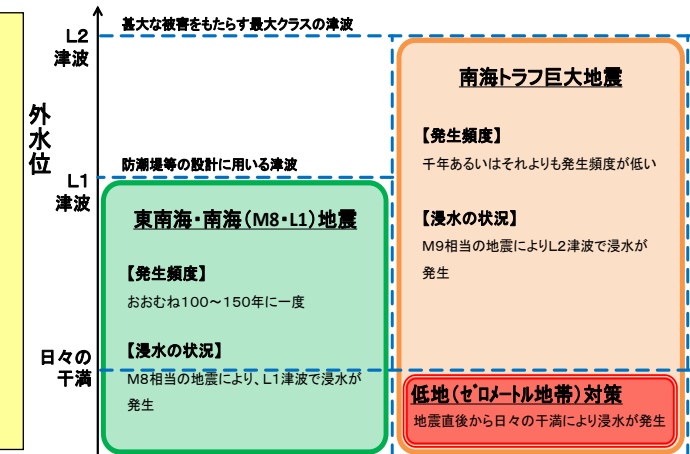 甚大な被害をもたらす最大クラスの津波
L2
津波
外水位
防潮堤等の設計に用いる津波
L1
津波
日々の
干満
東南海・南海(M8・L1)地震
【発生頻度】
おおむね100～150年に一度
【浸水の状況】
M8相当の地震により、L1津波で浸水が
発生
南海トラフ巨大地震
【発生頻度】
千年あるいはそれよりも発生頻度が低い
【浸水の状況】
M9相当の地震によりL2津波で浸水が
発生
低地(ｾﾞﾛﾒｰﾄﾙ地帯)対策
地震直後から日々の干満により浸水が発生